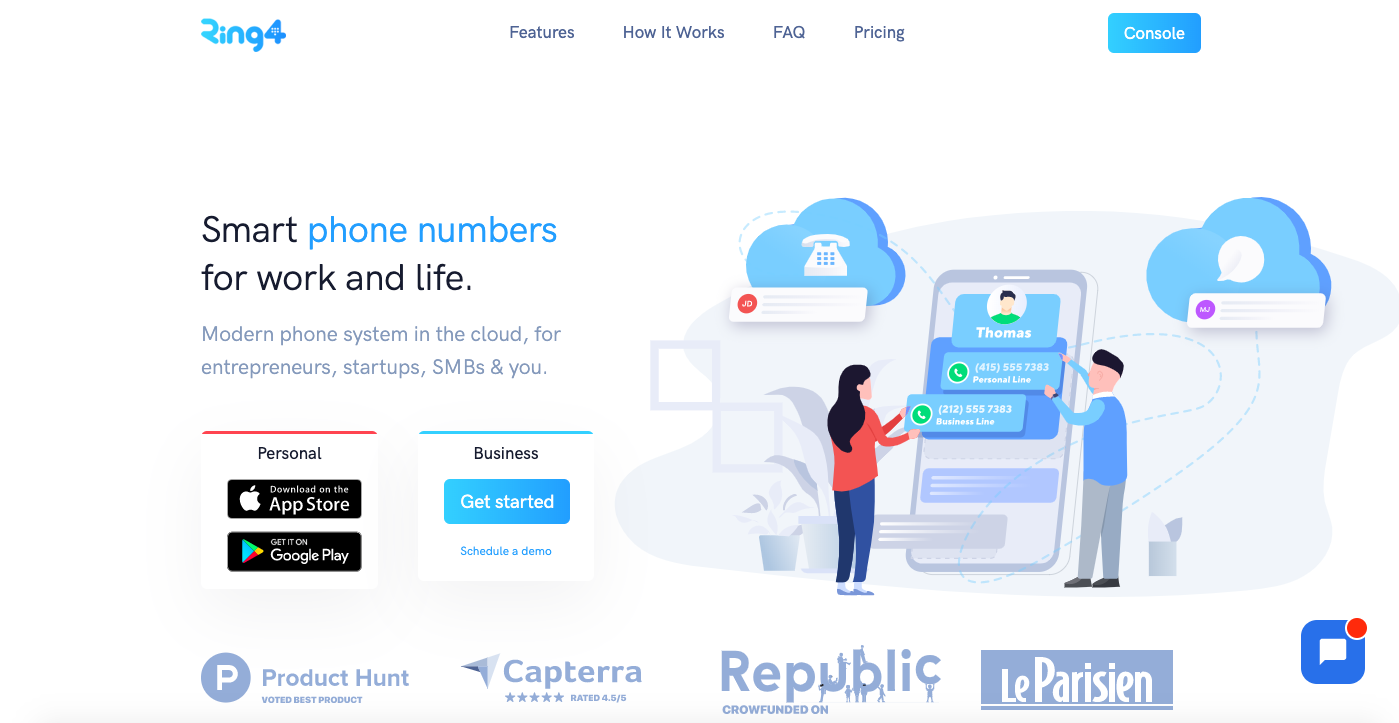 Ring4
Features
How It Works
FAQ
Pricing
Console
Smart phone numbers
for work and life.
Modern phone system in the cloud, for
entrepreneurs, startups, SMBs & you.
Personal
Download on the
App Store
GET IT ON
Google Play
Business
Get started
Schedule a demo
JD
MJ
Thomas
(415) 555 7383
Personal Line
(212) 555 7383
Business Line
P Product Hunt
VOTED BEST PRODUCT
Capterra
RATED 4.5/5
Republic
CROWFUNDED ON
Le Parisien